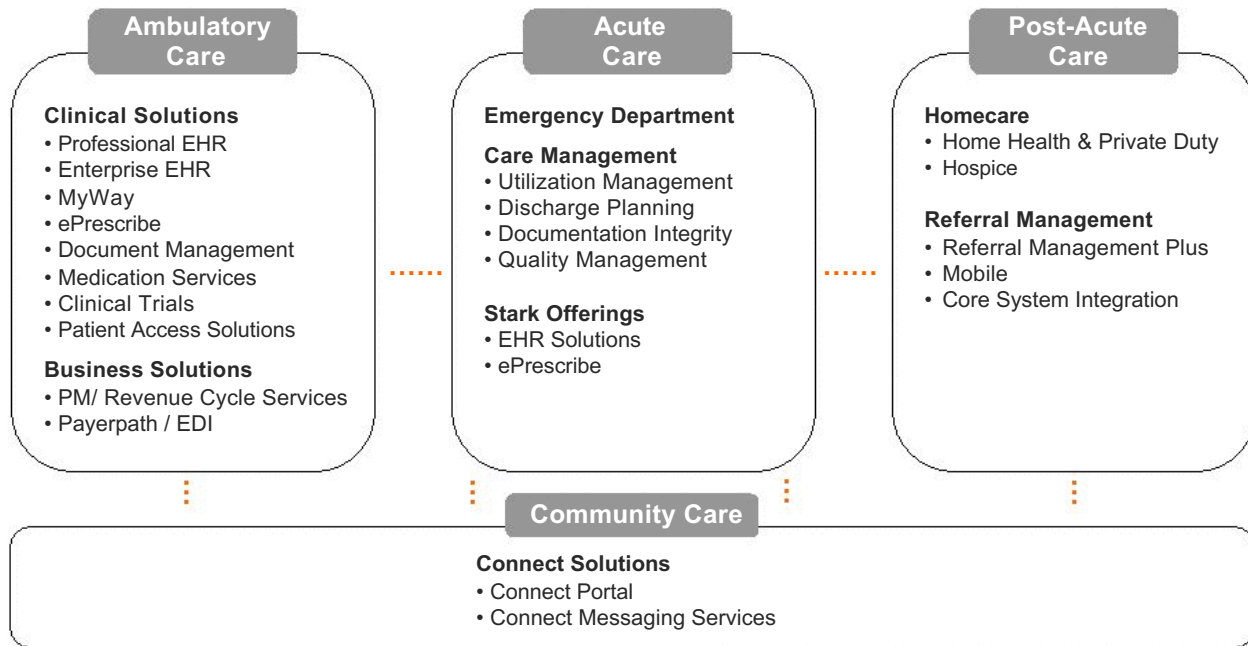 Ambulatory
Care
Clinical Solutions
• Professional EHR
• Enterprise EHR
• MyWay
• ePrescribe
• Document Management
• Medication Services
• Clinical Trials
• Patient Access Solutions
Business Solutions
• PM/ Revenue Cycle Services
• Payerpath / EDI
Acute
Care
Emergency Department
Care Management
• Utilization Management
• Discharge Planning
• Documentation Integrity
• Quality Management
Stark Offerings
• EHR Solutions
• ePrescribe
Post-Acute
Care
Homecare
• Home Health & Private Duty
• Hospice
Referral Management
• Referral Management Plus
• Mobile
• Core System Integration
Community Care
Connect Solutions
• Connect Portal
• Connect Messaging Services